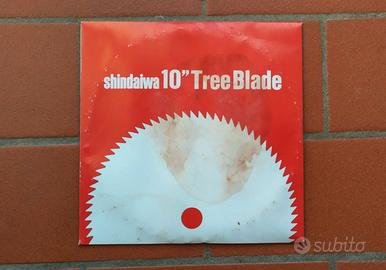 shindaiwa 10" Tree Blade
subito